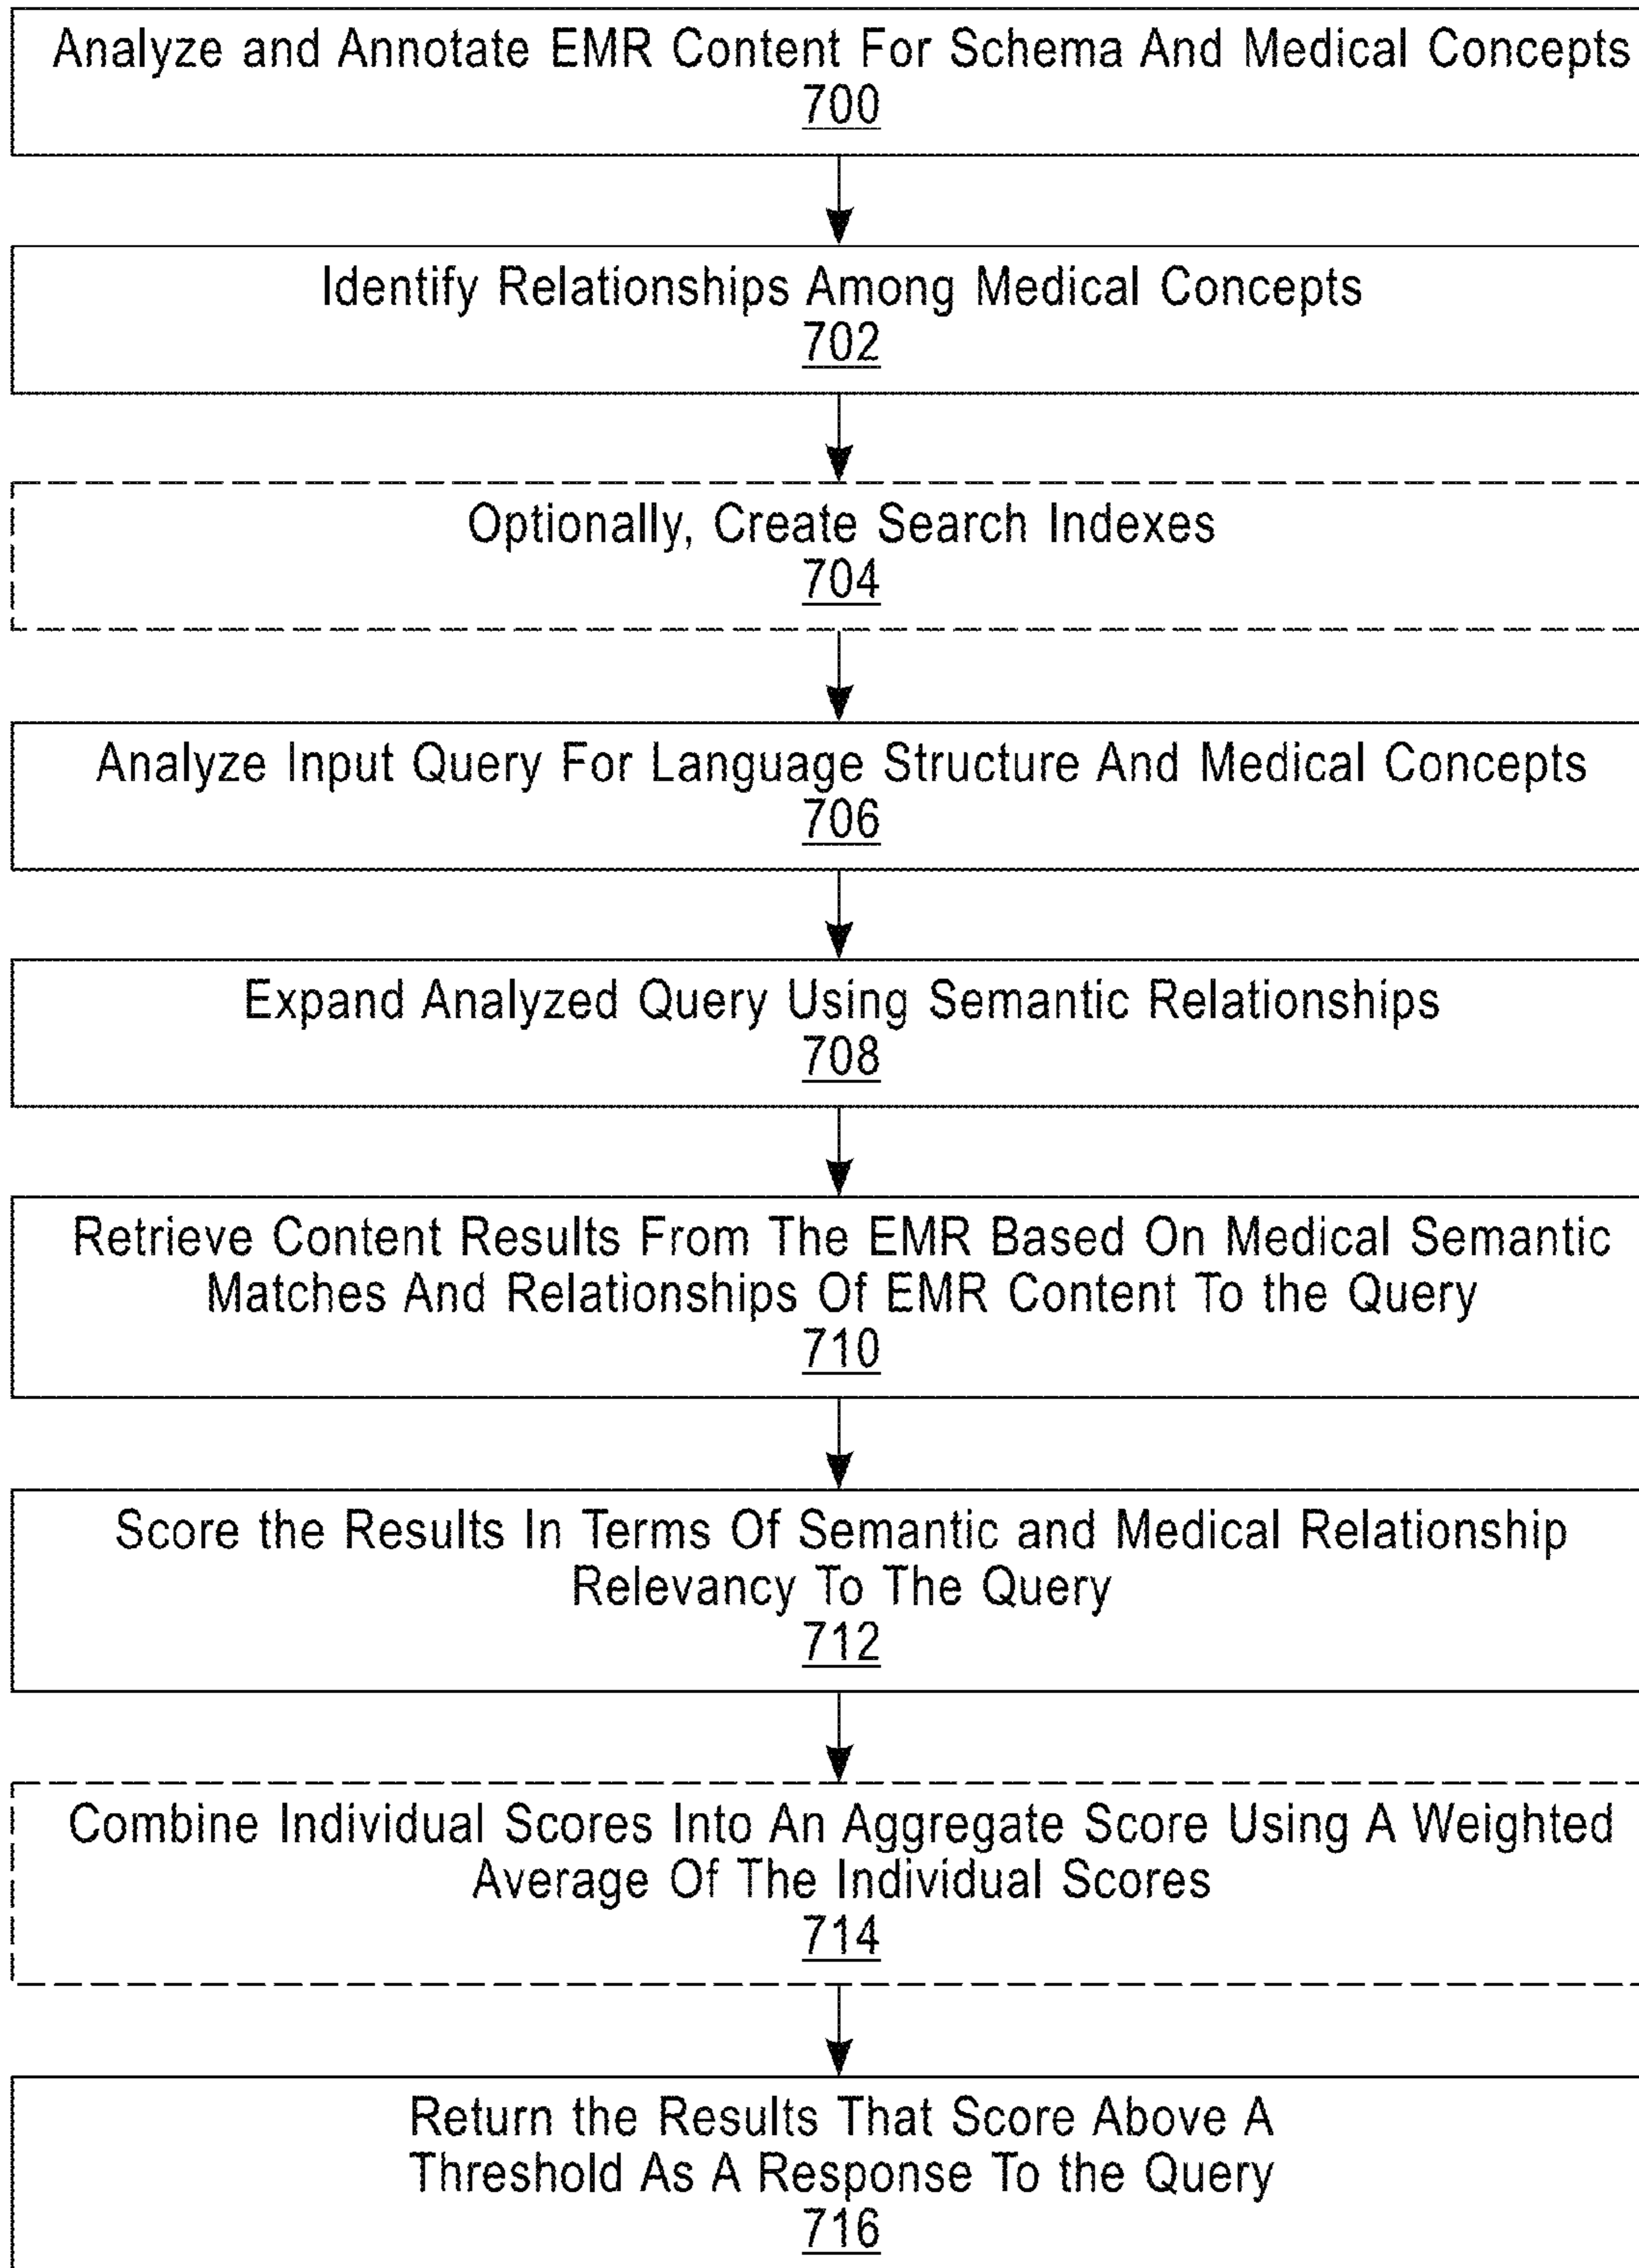 Analyze and Annotate EMR Content For Schema And Medical Concepts
700
Identify Relationships Among Medical Concepts
702
Optionally, Create Search Indexes
704
Analyze Input Query For Language Structure And Medical Concepts
706
Expand Analyzed Query Using Semantic Relationships
708
Retrieve Content Results From The EMR Based On Medical Semantic
Matches And Relationships Of EMR Content To the Query
710
Score the Results In Terms Of Semantic and Medical Relationship
Relevancy To The Query
712
Combine Individual Scores Into An Aggregate Score Using A Weighted
Average Of The Individual Scores
714
Return the Results That Score Above A
Threshold As A Response To the Query
716